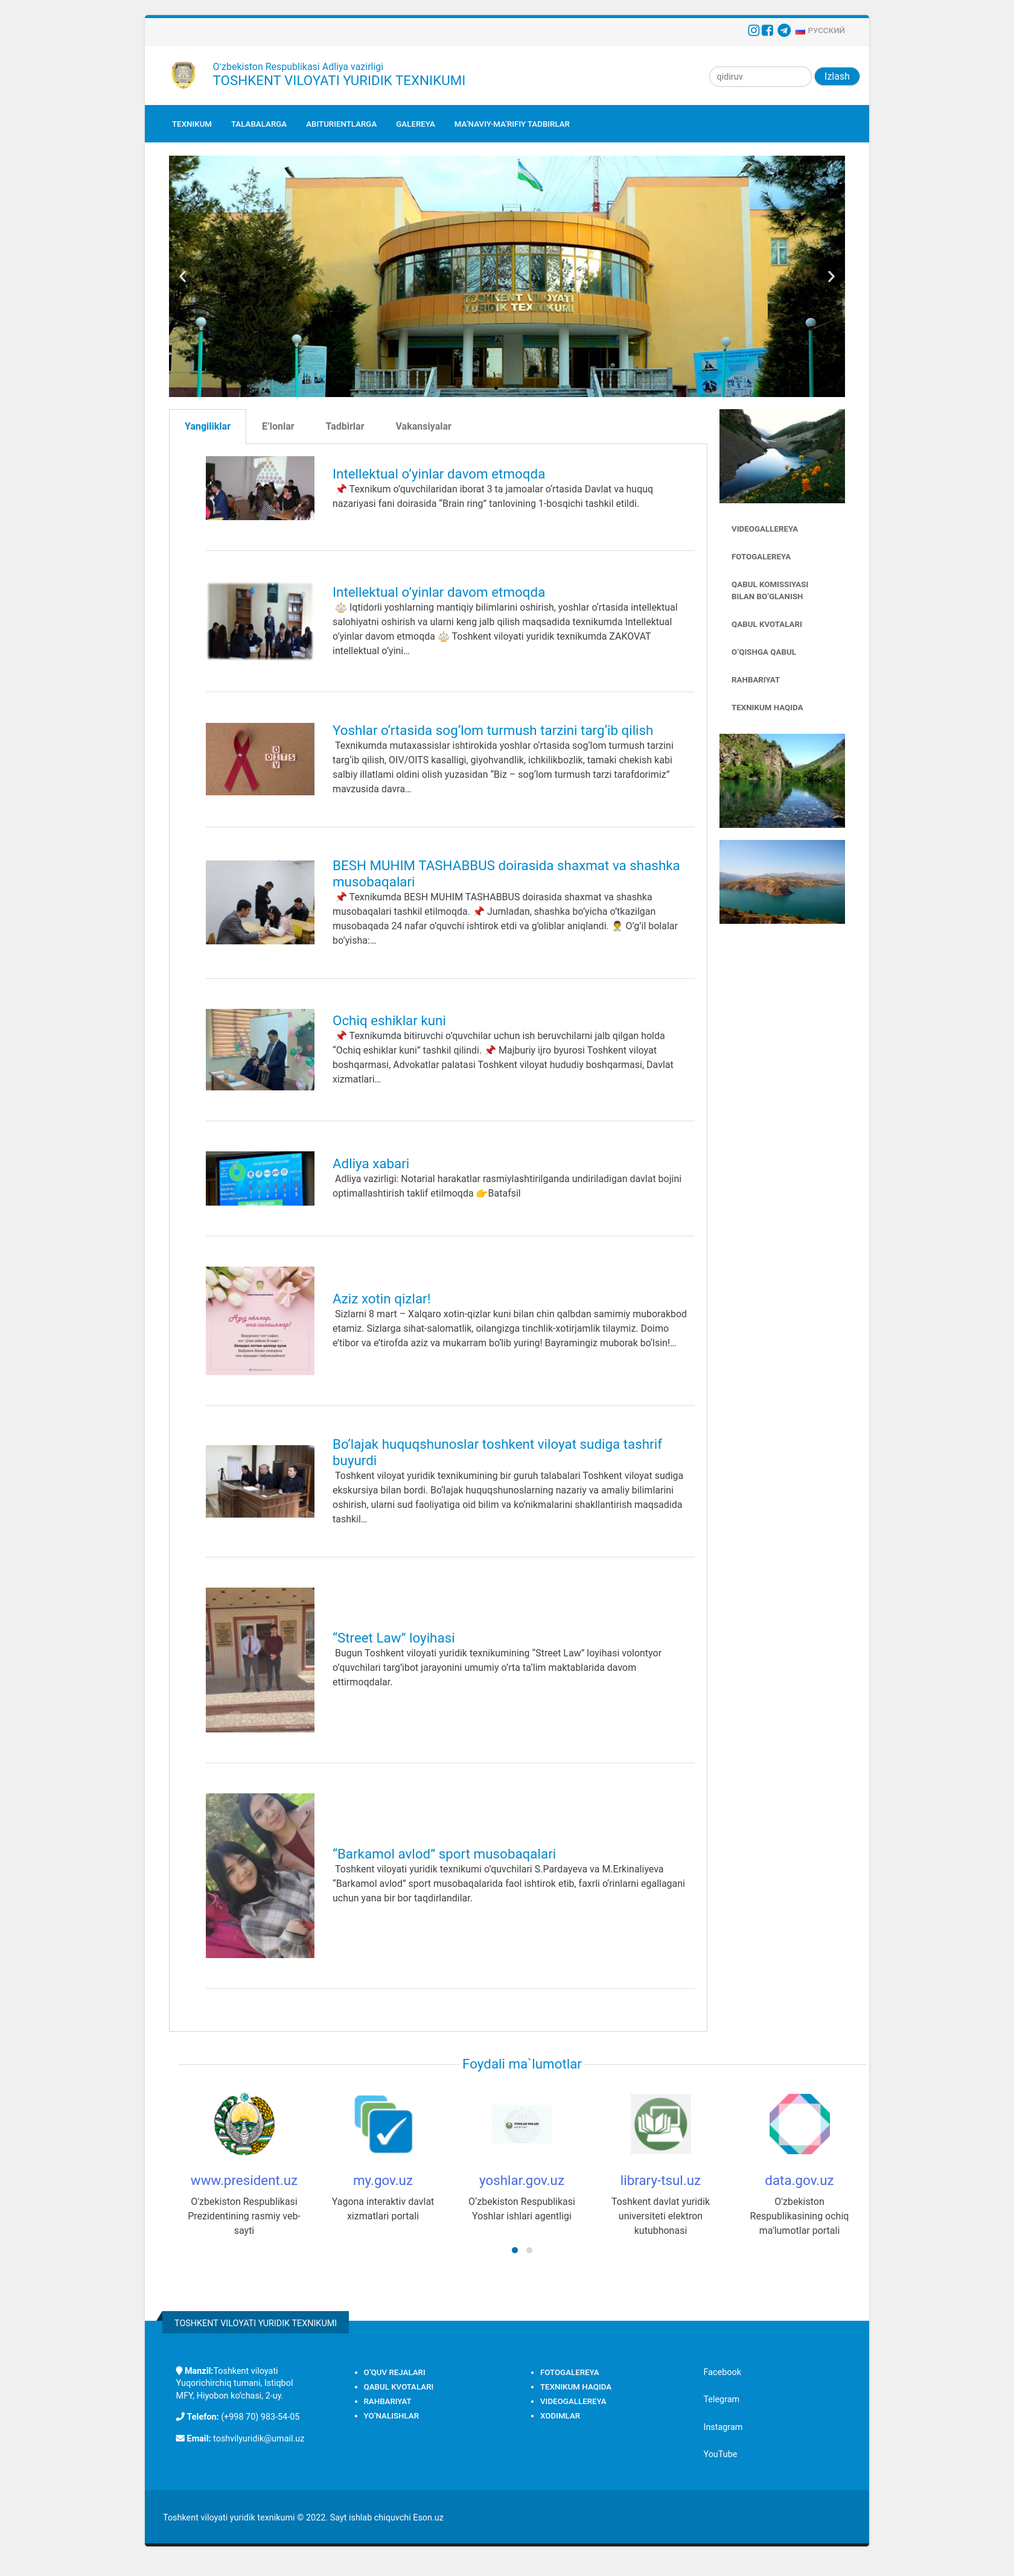 РУССКИЙ
O'zbekiston Respublikasi Adliya vazirligi
TOSHKENT VILOYATI YURIDIK TEXNIKUMI
qidiruv
Izlash
TEXNIKUM TALABALARGA ABITURIENTLARGA GALEREYA MA'NAVIY-MA'RIFIY TADBIRLAR
TOSHKENT VILOYATI
YURIDIK TEXNIKUMI
Yangiliklar E'lonlar Tadbirlar Vakansiyalar
Intellektual o'yinlar davom etmoqda
📌 Texnikum o'quvchilaridan iborat 3 ta jamoalar o'rtasida Davlat va huquq
nazariyasi fani doirasida “Brain ring” tanlovining 1-bosqichi tashkil etildi.
Intellektual o'yinlar davom etmoqda
⚖️ Iqtidorli yoshlarning mantiqiy bilimlarini oshirish, yoshlar o'rtasida intellektual
salohiyatni oshirish va ularni keng jalb qilish maqsadida texnikumda Intellektual
o'yinlar davom etmoqda ⚖️ Toshkent viloyati yuridik texnikumda ZAKOVAT
intellektual o'yini…
Yoshlar o'rtasida sog'lom turmush tarzini targ'ib qilish
Texnikumda mutaxassislar ishtirokida yoshlar o'rtasida sog'lom turmush tarzini
targ'ib qilish, OIV/OITS kasalligi, giyohvandlik, ichkilikbozlik, tamaki chekish kabi
salbiy illatlami oldini olish yuzasidan “Biz – sog'lom turmush tarzi tarafdorimiz”
mavzusida davra…
BESH MUHIM TASHABBUS doirasida shaxmat va shashka
musobaqalari
📌 Texnikumda BESH MUHIM TASHABBUS doirasida shaxmat va shashka
musobaqalari tashkil etilmoqda. 📌 Jumladan, shashka bo'yicha o'tkazilgan
musobaqada 24 nafar o'quvchi ishtirok etdi va g'oliblar aniqlandi. 👨‍⚖️ O'g'il bolalar
bo'yisha:…
Ochiq eshiklar kuni
📌 Texnikumda bitiruvchi o'quvchilar uchun ish beruvchilarni jalb qilgan holda
“Ochiq eshiklar kuni” tashkil qilindi. 📌 Majburiy ijro byurosi Toshkent viloyat
boshqarmasi, Advokatlar palatasi Toshkent viloyat hududiy boshqarmasi, Davlat
xizmatlari…
Adliya xabari
Adliya vazirligi: Notarial harakatlar rasmiylashtirilganda undiriladigan davlat bojini
optimallashtirish taklif etilmoqda 👉Batafsil
Aziz xotin qizlar!
Sizlarni 8 mart – Xalqaro xotin-qizlar kuni bilan chin qalbdan samimiy muborakbod
etamiz. Sizlarga sihat-salomatlik, oilangizga tinchlik-xotirjamlik tilaymiz. Doimo
e'tibor va e'tirofda aziz va mukarram bo'lib yuring! Bayramingiz muborak bo'lsin!…
Bo'lajak huquqshunoslar toshkent viloyat sudiga tashrif
buyurdi
Toshkent viloyat yuridik texnikumining bir guruh talabalari Toshkent viloyat sudiga
ekskursiya bilan bordi. Bo'lajak huquqshunoslarning nazariy va amaliy bilimlarini
oshirish, ularni sud faoliyatiga oid bilim va ko'nikmalarini shakllantirish maqsadida
tashkil…
“Street Law” loyihasi
Bugun Toshkent viloyati yuridik texnikumining “Street Law” loyihasi volontyor
o'quvchilari targ'ibot jarayonini umumiy o'rta ta'lim maktablarida davom
ettirmoqdalar.
“Barkamol avlod” sport musobaqalari
Toshkent viloyati yuridik texnikumi o'quvchilari S.Pardayeva va M.Erkinaliyeva
“Barkamol avlod” sport musobaqalarida faol ishtirok etib, faxrli o'rinlarni egallagani
uchun yana bir bor taqdirlandilar.
VIDEOGALLEREYA
FOTOGALEREYA
QABUL KOMISSIYASI
BILAN BO'GLANISH
QABUL KVOTALARI
O'QISHGA QABUL
RAHBARIYAT
TEXNIKUM HAQIDA
Foydali ma`lumotlar
www.president.uz
O'zbekiston Respublikasi
Prezidentining rasmiy veb-
sayti
my.gov.uz
Yagona interaktiv davlat
xizmatlari portali
yoshlar.gov.uz
O'zbekiston Respublikasi
Yoshlar ishlari agentligi
library-tsul.uz
Toshkent davlat yuridik
universiteti elektron
kutubhonasi
data.gov.uz
O'zbekiston
Respublikasining ochiq
ma'lumotlar portali
TOSHKENT VILOYATI YURIDIK TEXNIKUMI
Manzil:Toshkent viloyati
Yuqorichirchiq tumani, Istiqbol
MFY, Hiyobon ko'chasi, 2-uy.
Telefon: (+998 70) 983-54-05
Email: toshvilyuridik@umail.uz
O'QUV REJALARI
QABUL KVOTALARI
RAHBARIYAT
YO'NALISHLAR
FOTOGALEREYA
TEXNIKUM HAQIDA
VIDEOGALLEREYA
XODIMLAR
Facebook
Telegram
Instagram
YouTube
Toshkent viloyati yuridik texnikumi © 2022. Sayt ishlab chiquvchi Eson.uz